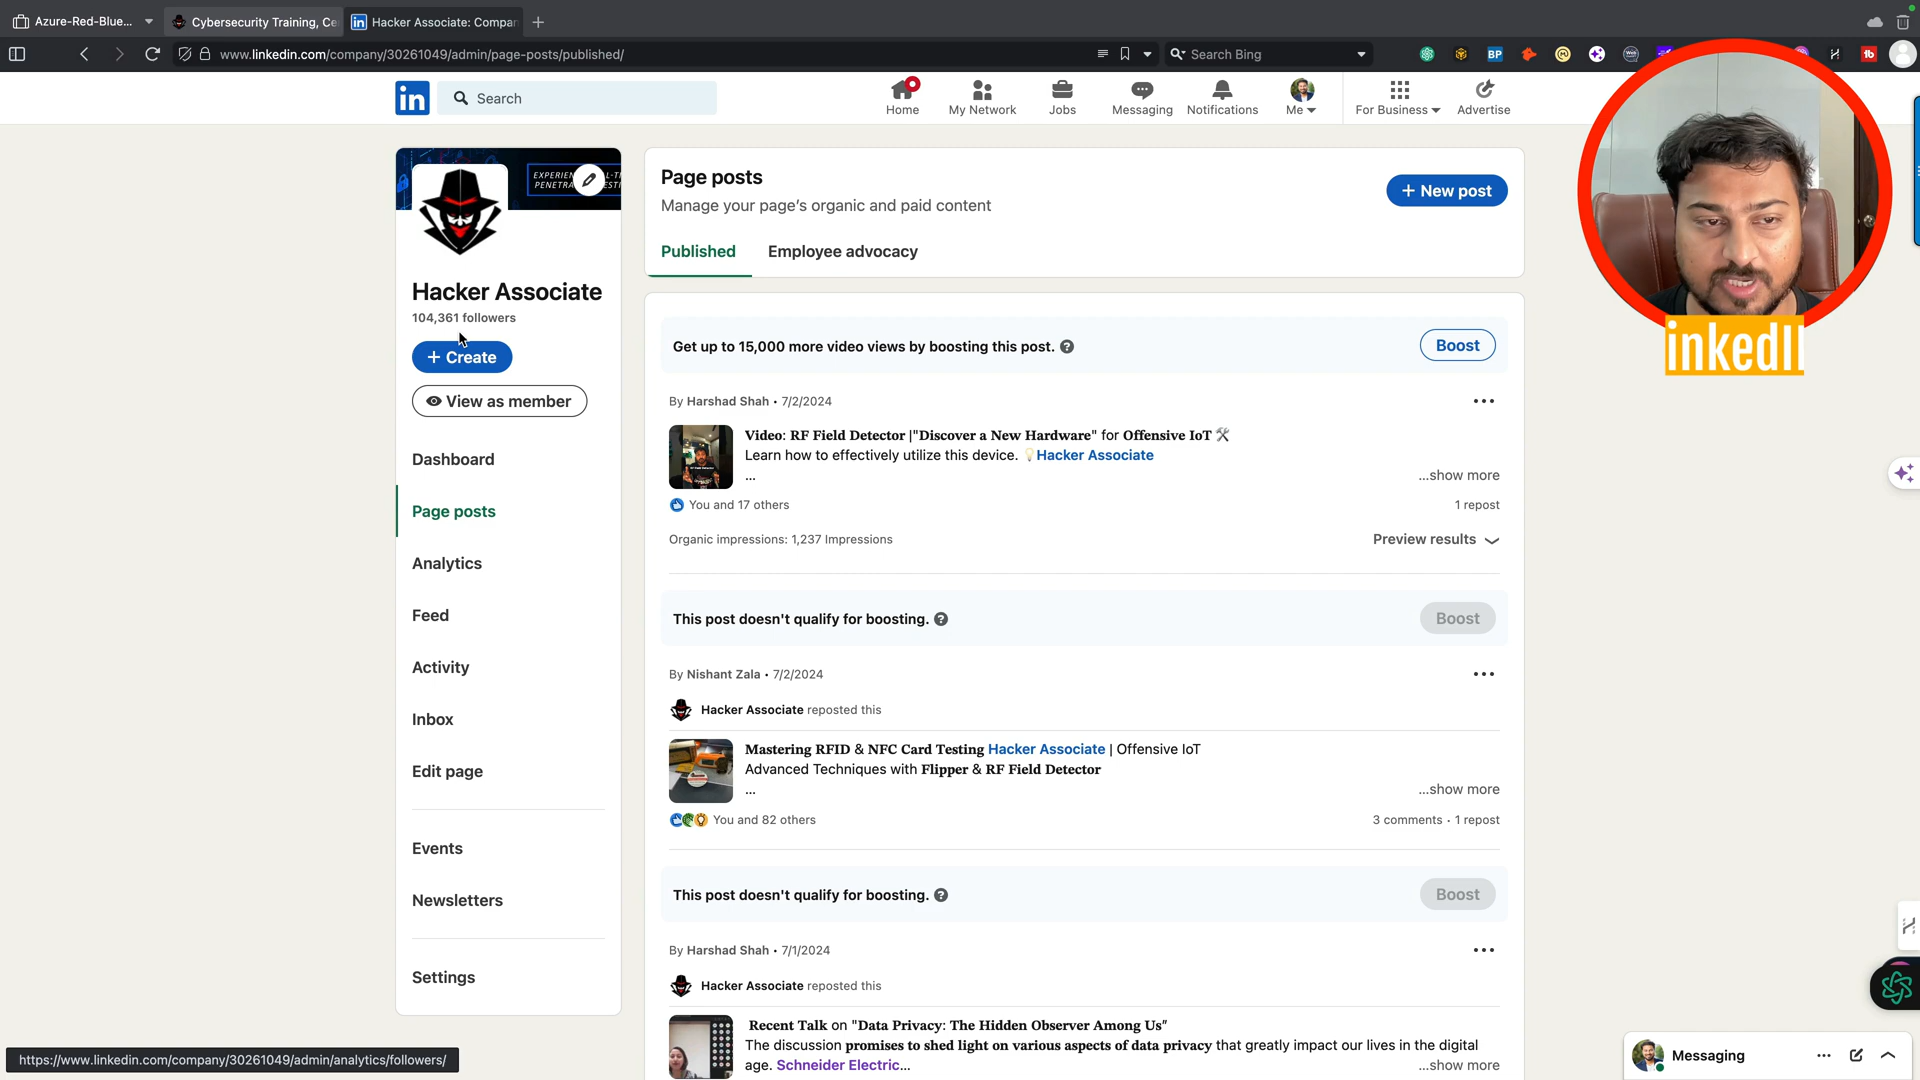 Azure-Red-Blue...
Cybersecurity Training, Ce
Hacker Associate: Compan
www.linkedin.com/company/30261049/admin/page-posts/published/
Search Bing
BP
tb
in
Search
Home
My Network
Jobs
Messaging
Notifications
Me
For Business
Advertise
Hacker Associate
104,361 followers
+ Create
View as member
Dashboard
Page posts
Analytics
Feed
Activity
Inbox
Edit page
Events
Newsletters
Settings
Page posts
Manage your page's organic and paid content
+ New post
Published
Employee advocacy
inkedI
Get up to 15,000 more video views by boosting this post.
Boost
By Harshad Shah • 7/2/2024
Video: RF Field Detector |"Discover a New Hardware" for Offensive IoT 🛠
Learn how to effectively utilize this device. 💡Hacker Associate
...
...show more
You and 17 others
1 repost
Organic impressions: 1,237 Impressions
Preview results
This post doesn't qualify for boosting.
Boost
By Nishant Zala • 7/2/2024
Hacker Associate reposted this
Mastering RFID & NFC Card Testing Hacker Associate | Offensive IoT
Advanced Techniques with Flipper & RF Field Detector
...
...show more
You and 82 others
3 comments • 1 repost
This post doesn't qualify for boosting.
Boost
By Harshad Shah • 7/1/2024
Hacker Associate reposted this
Recent Talk on "Data Privacy: The Hidden Observer Among Us"
The discussion promises to shed light on various aspects of data privacy that greatly impact our lives in the digital
age. Schneider Electric...
...show more
Messaging
https://www.linkedin.com/company/30261049/admin/analytics/followers/